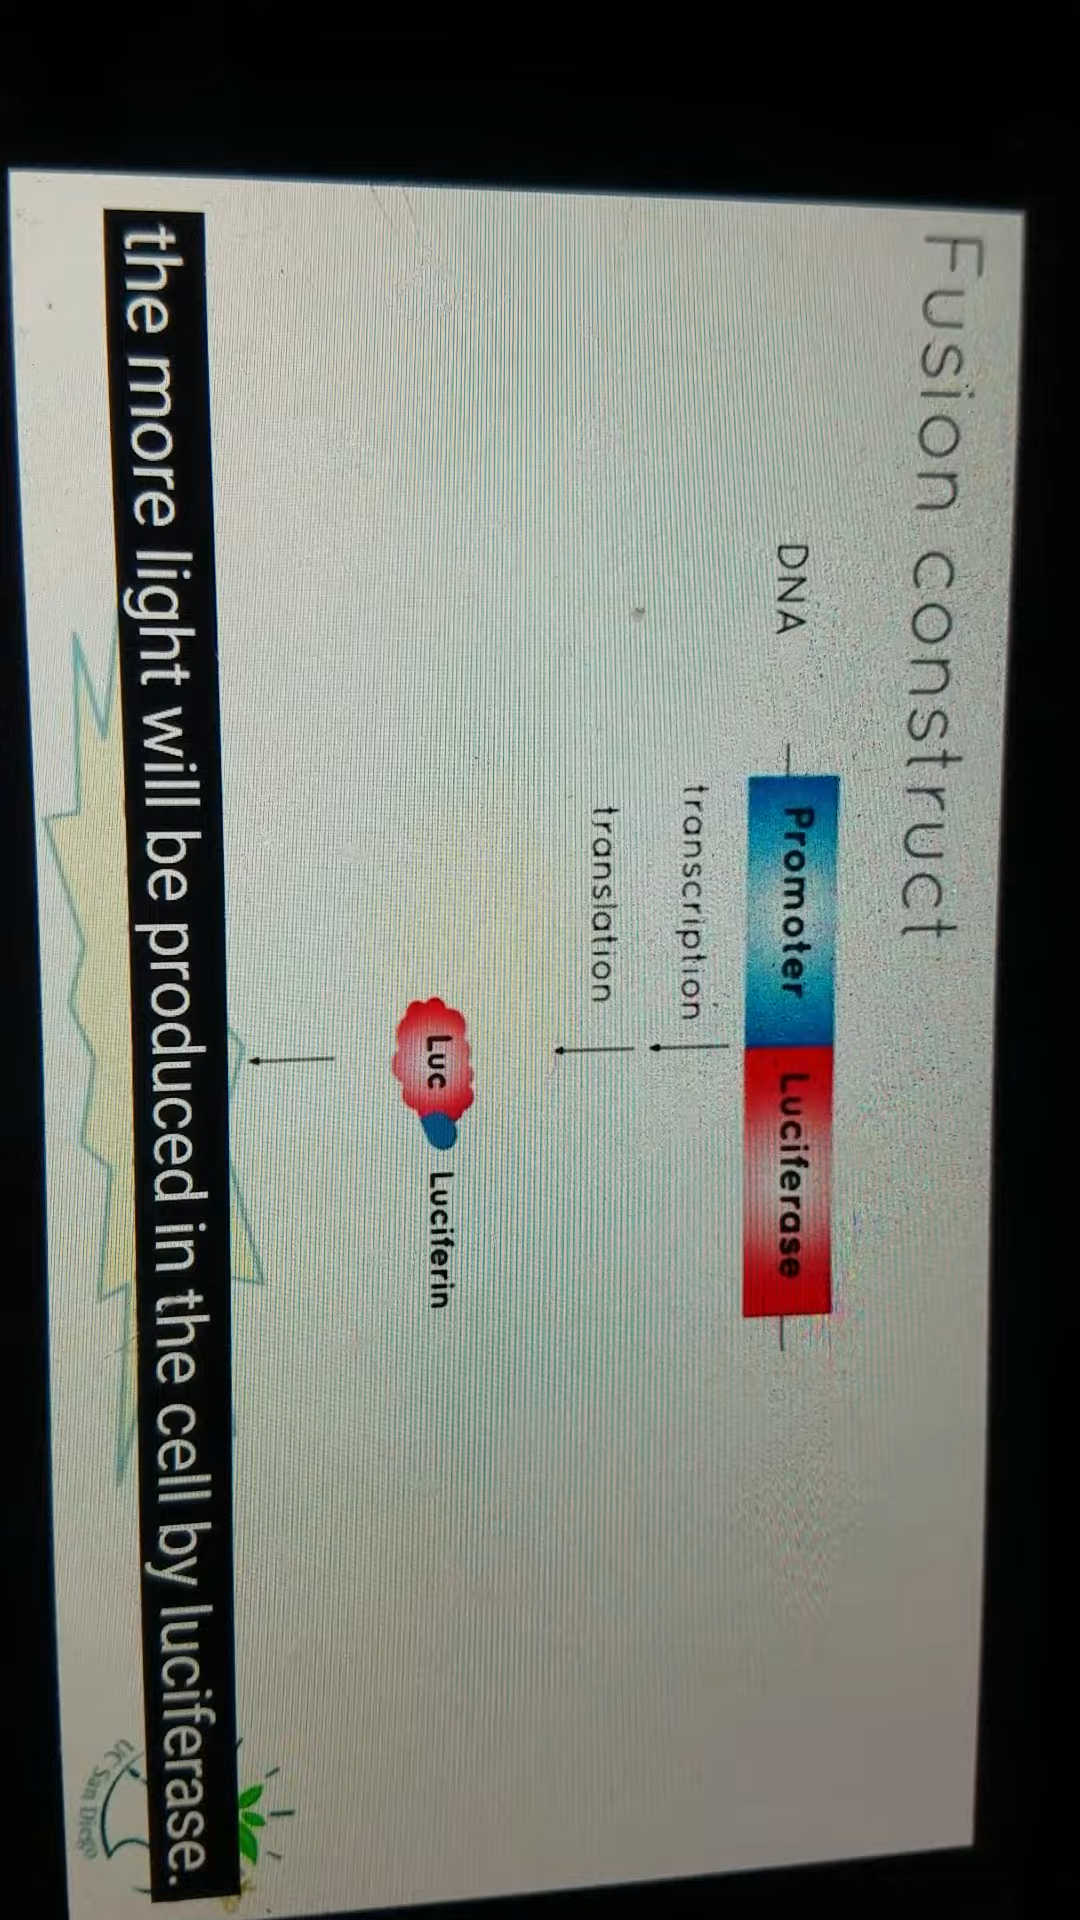 Fusion construct
DNA
Promoter Luciferase
transcription
translation
Luc
Luciferin
the more light will be produced in the cell by luciferase.
UC San Diego